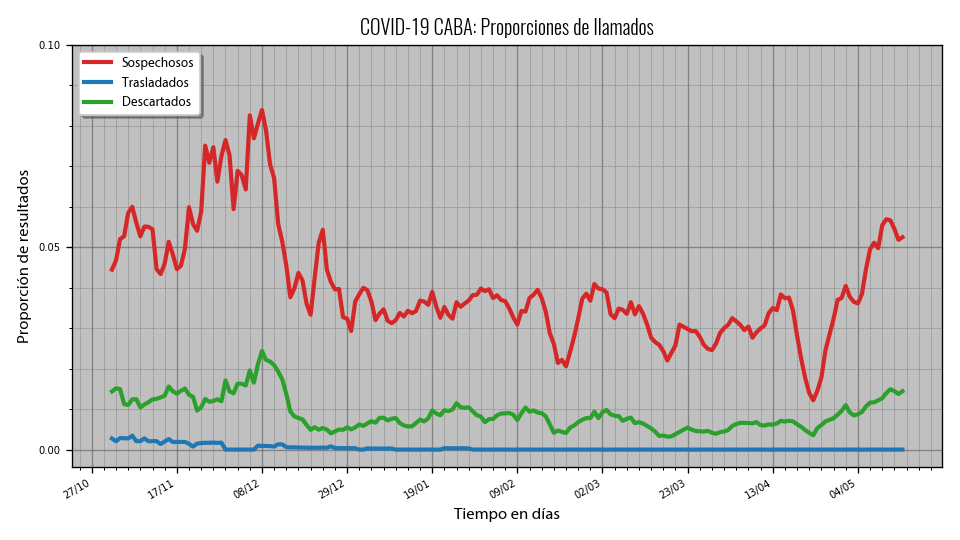 COVID-19 CABA: Proporciones de llamados
Sospechosos
Trasladados
Descartados
Proporción de resultados
0.10
0.05
0.00
27/10
17/11
08/12
29/12
19/01
09/02
02/03
23/03
13/04
04/05
Tiempo en días